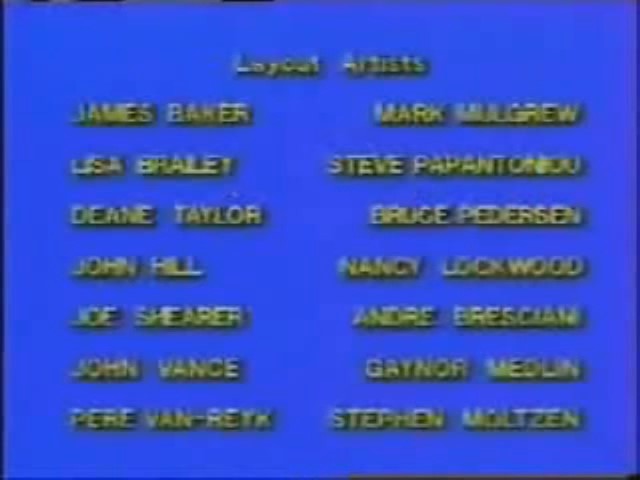 Layout Artists
JAMES BAKER MARK MULGREW
LISA BRAILEY STEVE PAPANTONIOU
DEANE TAYLOR BRUCE PEDERSEN
JOHN HILL NANCY LOCKWOOD
JOE SHEARER ANDRE BRESCIANI
JOHN VANCE GAYNOR MEDLIN
PERE VAN-REYK STEPHEN MOLTZEN